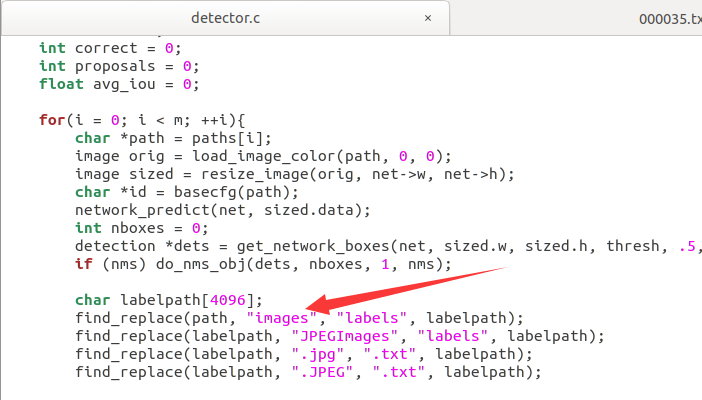 detector.c ×
000035.tx
int correct = 0;
int proposals = 0;
float avg_iou = 0;
for(i = 0; i < m; ++i){
char *path = paths[i];
image orig = load_image_color(path, 0, 0);
image sized = resize_image(orig, net->w, net->h);
char *id = basecfg(path);
network_predict(net, sized.data);
int nboxes = 0;
detection *dets = get_network_boxes(net, sized.w, sized.h, thresh, .5,
if (nms) do_nms_obj(dets, nboxes, 1, nms);
char labelpath[4096];
find_replace(path, "images", "labels", labelpath);
find_replace(labelpath, "JPEGImages", "labels", labelpath);
find_replace(labelpath, ".jpg", ".txt", labelpath);
find_replace(labelpath, ".JPEG", ".txt", labelpath);